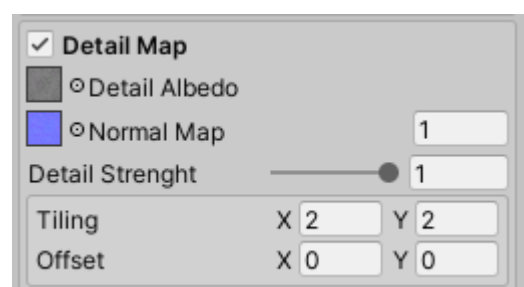 Detail Map
Detail Albedo
Normal Map 1
Detail Strenght 1
Tiling X 2 Y 2
Offset X 0 Y 0